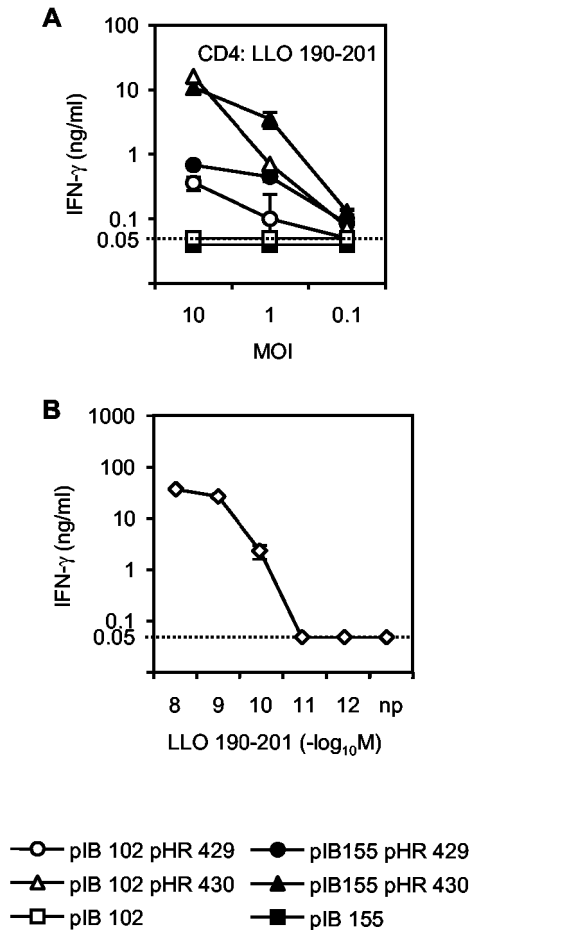 A
100
CD4: LLO 190-201
10
1
0.1
0.05
IFN-γ (ng/ml)
10 1 0.1
MOI
B
1000
100
10
1
0.1
0.05
IFN-γ (ng/ml)
8 9 10 11 12 np
LLO 190-201 (-log10M)
pIB 102 pHR 429 pIB155 pHR 429
pIB 102 pHR 430 pIB155 pHR 430
pIB 102 pIB 155